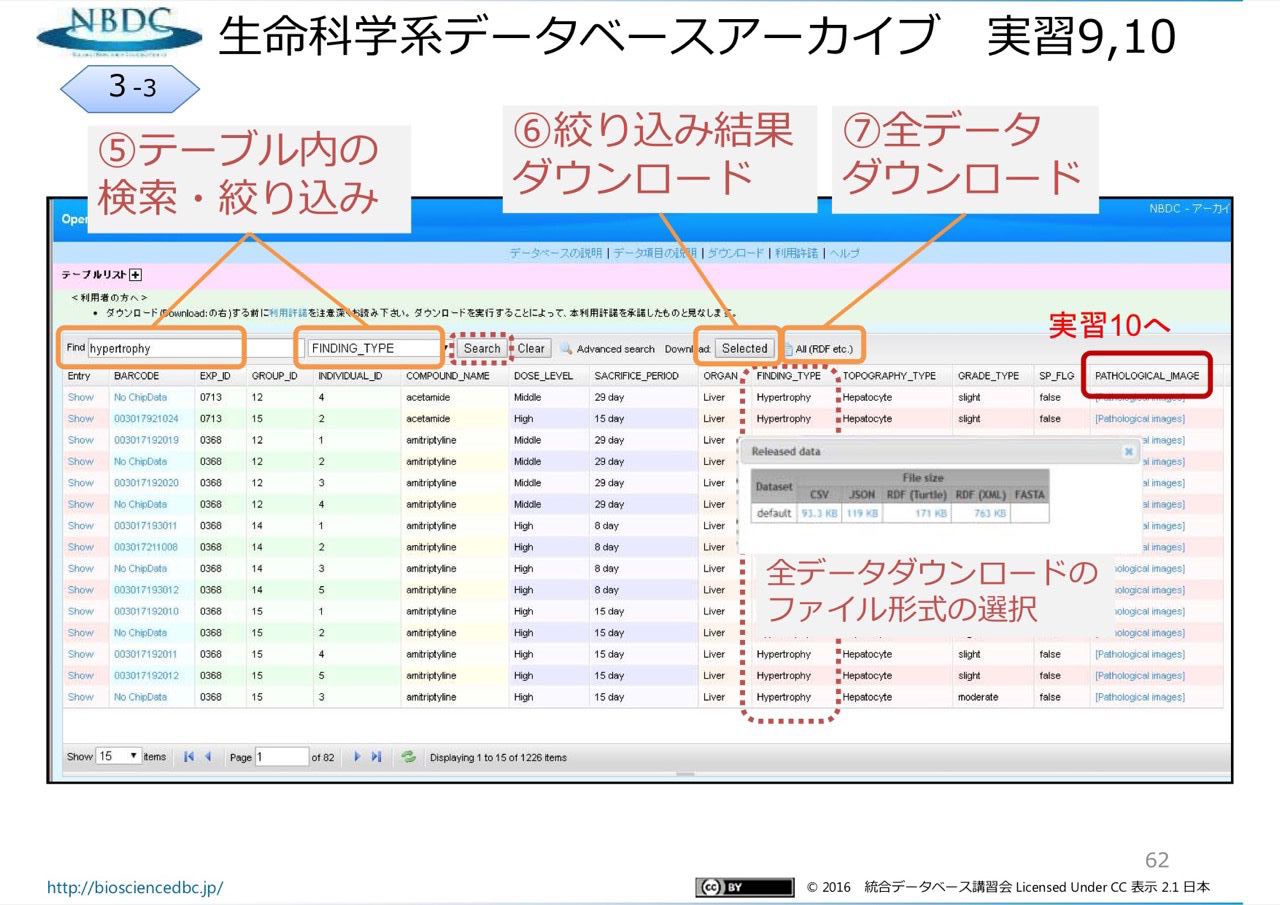 NBDC
生命科学系データベースアーカイブ 実習9,10
3-3
⑤テーブル内の
検索・絞り込み
⑥絞り込み結果
ダウンロード
⑦全データ
ダウンロード
Oper
NBDC - アーカイ
データベースの説明 | データ項目の説明 | ダウンロード | 利用許諾 | ヘルプ
テーブルリスト
<利用者の方へ>
• ダウンロード(Download:の右)する前に利用許諾を注意深くお読み下さい。ダウンロードを実行することによって、本利用許諾を承諾したものと見なします。
実習10へ
Find hypertrophy FINDING_TYPE Search Clear Advanced search Download: Selected All (RDF etc.)
Entry BARCODE EXP_ID GROUP_ID INDIVIDUAL_ID COMPOUND_NAME DOSE_LEVEL SACRIFICE_PERIOD ORGAN FINDING_TYPE TOPOGRAPHY_TYPE GRADE_TYPE SP_FLG PATHOLOGICAL_IMAGE
Show No ChipData 0713 12 4 acetamide Middle 29 day Liver Hypertrophy Hepatocyte slight false [Pathological images]
Show 003017921024 0713 15 2 acetamide High 15 day Liver Hypertrophy Hepatocyte slight false [Pathological images]
Show 003017192019 0368 12 1 amitriptyline Middle 29 day Liver al images]
Show No ChipData 0368 12 2 amitriptyline Middle 29 day Liver al images]
Show 003017192020 0368 12 3 amitriptyline Middle 29 day Liver al images]
Show No ChipData 0368 12 4 amitriptyline Middle 29 day Liver al images]
Show 003017193011 0368 14 1 amitriptyline High 8 day Liver al images]
Show 003017211008 0368 14 2 amitriptyline High 8 day Liver al images]
Show No ChipData 0368 14 3 amitriptyline High 8 day Liver ological images]
Show 003017193012 0368 14 5 amitriptyline High 8 day Liver ological images]
Show 003017192010 0368 15 1 amitriptyline High 15 day Liver ological images]
Show No ChipData 0368 15 2 amitriptyline High 15 day Liver ological images]
Show 003017192011 0368 15 4 amitriptyline High 15 day Liver Hypertrophy Hepatocyte slight false [Pathological images]
Show 003017192012 0368 15 5 amitriptyline High 15 day Liver Hypertrophy Hepatocyte slight false [Pathological images]
Show No ChipData 0368 15 3 amitriptyline High 15 day Liver Hypertrophy Hepatocyte moderate false [Pathological images]
Released data
Dataset File size
CSV JSON RDF (Turtle) RDF (XML) FASTA
default 93.3 KB 119 KB 171 KB 763 KB
全データダウンロードの
ファイル形式の選択
Show 15 items Page 1 of 82 Displaying 1 to 15 of 1226 items
62
http://biosciencedbc.jp/
cc BY © 2016 統合データベース講習会 Licensed Under CC 表示 2.1 日本